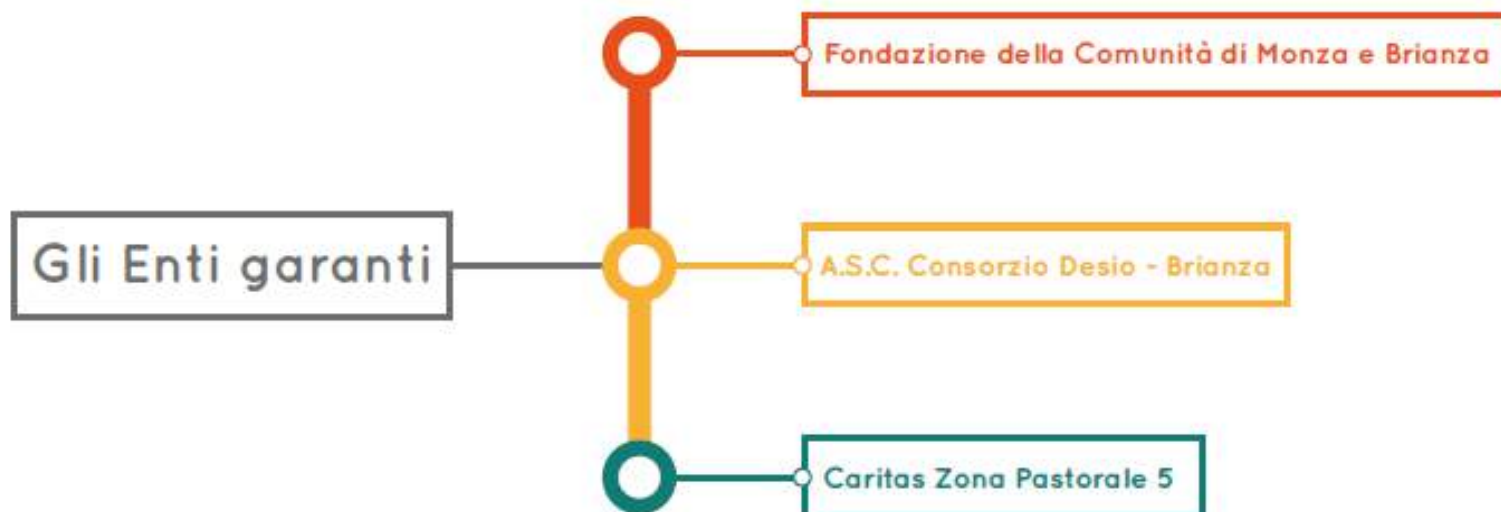 Fondazione della Comunità di Monza e Brianza
Gli Enti garanti
A.S.C. Consorzio Desio - Brianza
Caritas Zona Pastorale 5